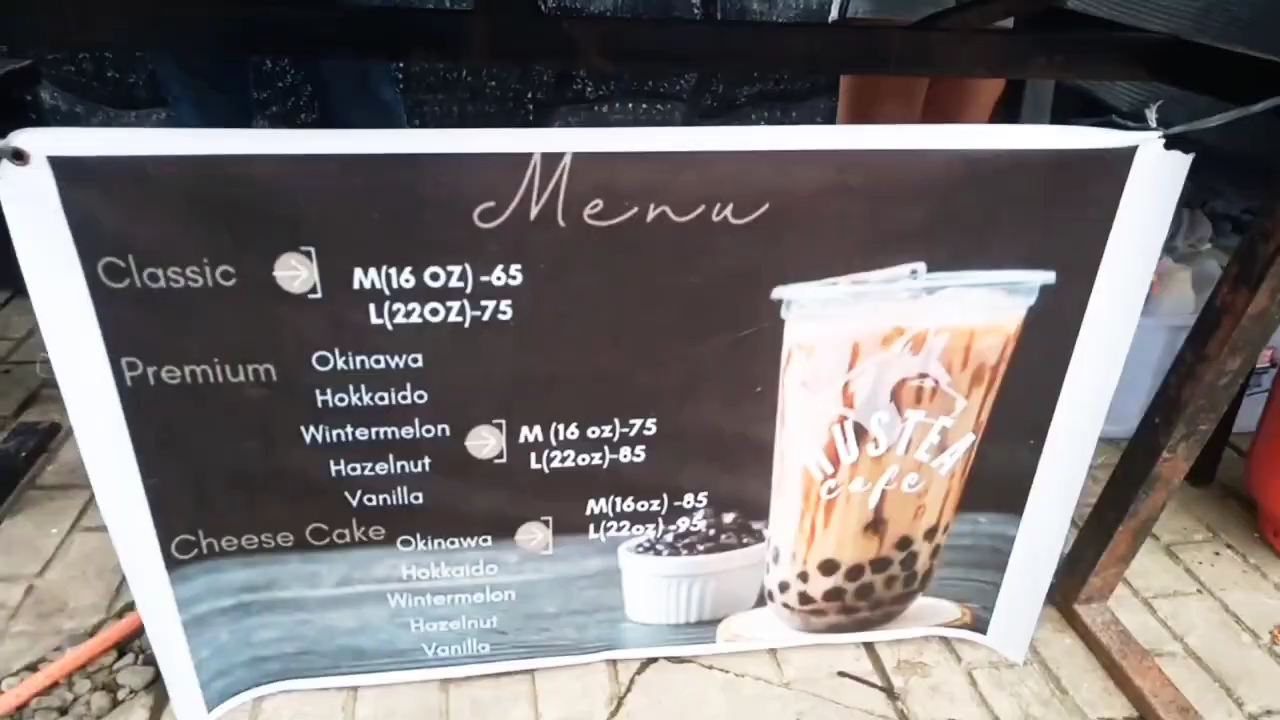 Menu
Classic
M(16 OZ) -65
L(22OZ)-75
Premium
Okinawa
Hokkaido
Wintermelon
Hazelnut
Vanilla
M (16 oz)-75
L(22oz)-85
Cheese Cake
Okinawa
Hokkaido
Wintermelon
Hazelnut
Vanilla
M(16oz) -85
L(22oz) -95
MUSTEA
cafe